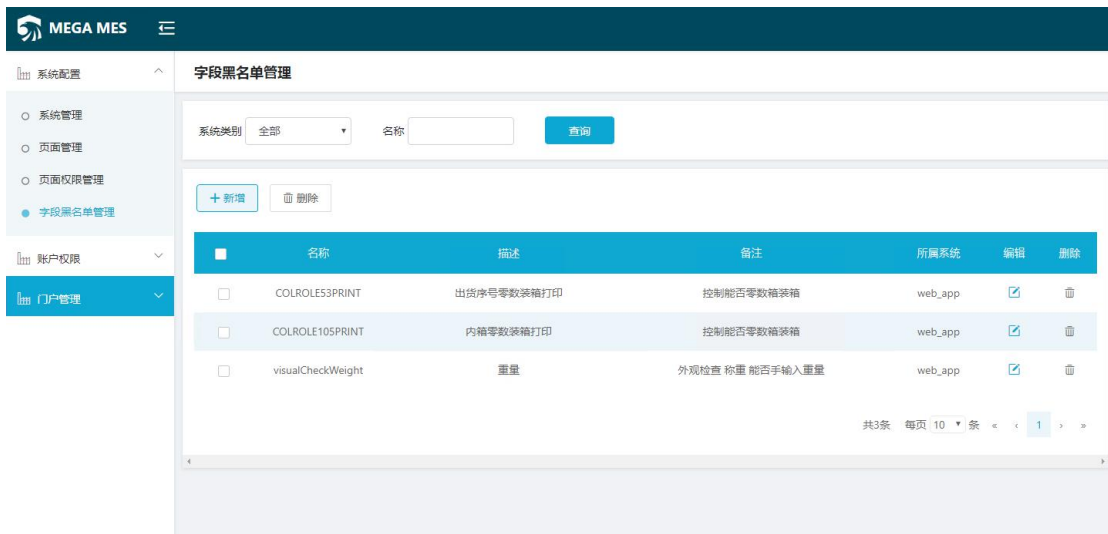 MEGA MES
系统配置
系统管理
页面管理
页面权限管理
字段黑名单管理
账户权限
门户管理
字段黑名单管理
系统类别 全部 名称 查询
新增 删除
名称 描述 备注 所属系统 编辑 删除
COLROLE53PRINT 出货序号零数装箱打印 控制能否零数箱装箱 web_app
COLROLE105PRINT 内箱零数装箱打印 控制能否零数箱装箱 web_app
visualCheckWeight 重量 外观检查 称重 能否手输入重量 web_app
共3条 每页 10 条 « ‹ 1 › »